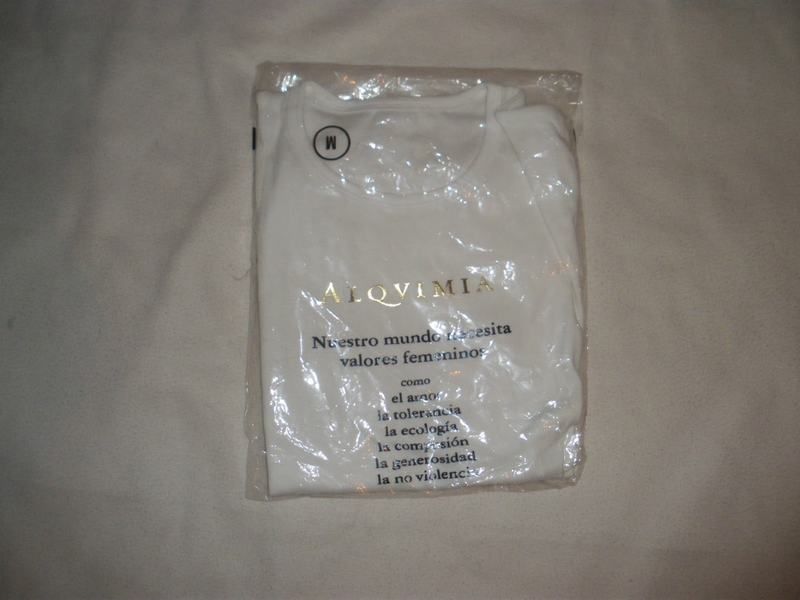 M
ALQVIMIA
Nuestro mundo necesita
valores femeninos
como
el amor
la tolerancia
la ecología
la compasión
la generosidad
la no violencia